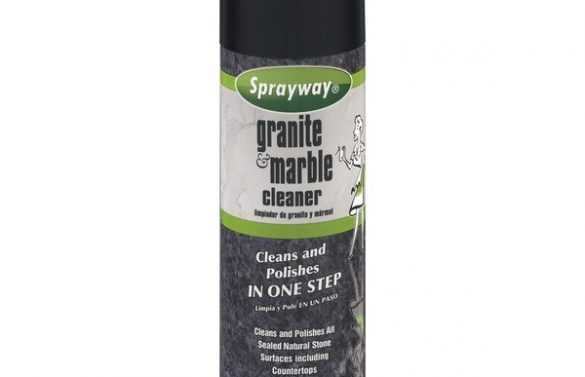 Sprayway®
granite
& marble
cleaner
limpiador de granito y mármol
Cleans and
Polishes
IN ONE STEP
Limpia y Pule EN UN PASO
Cleans and Polishes All
Sealed Natural Stone
Surfaces including
Countertops